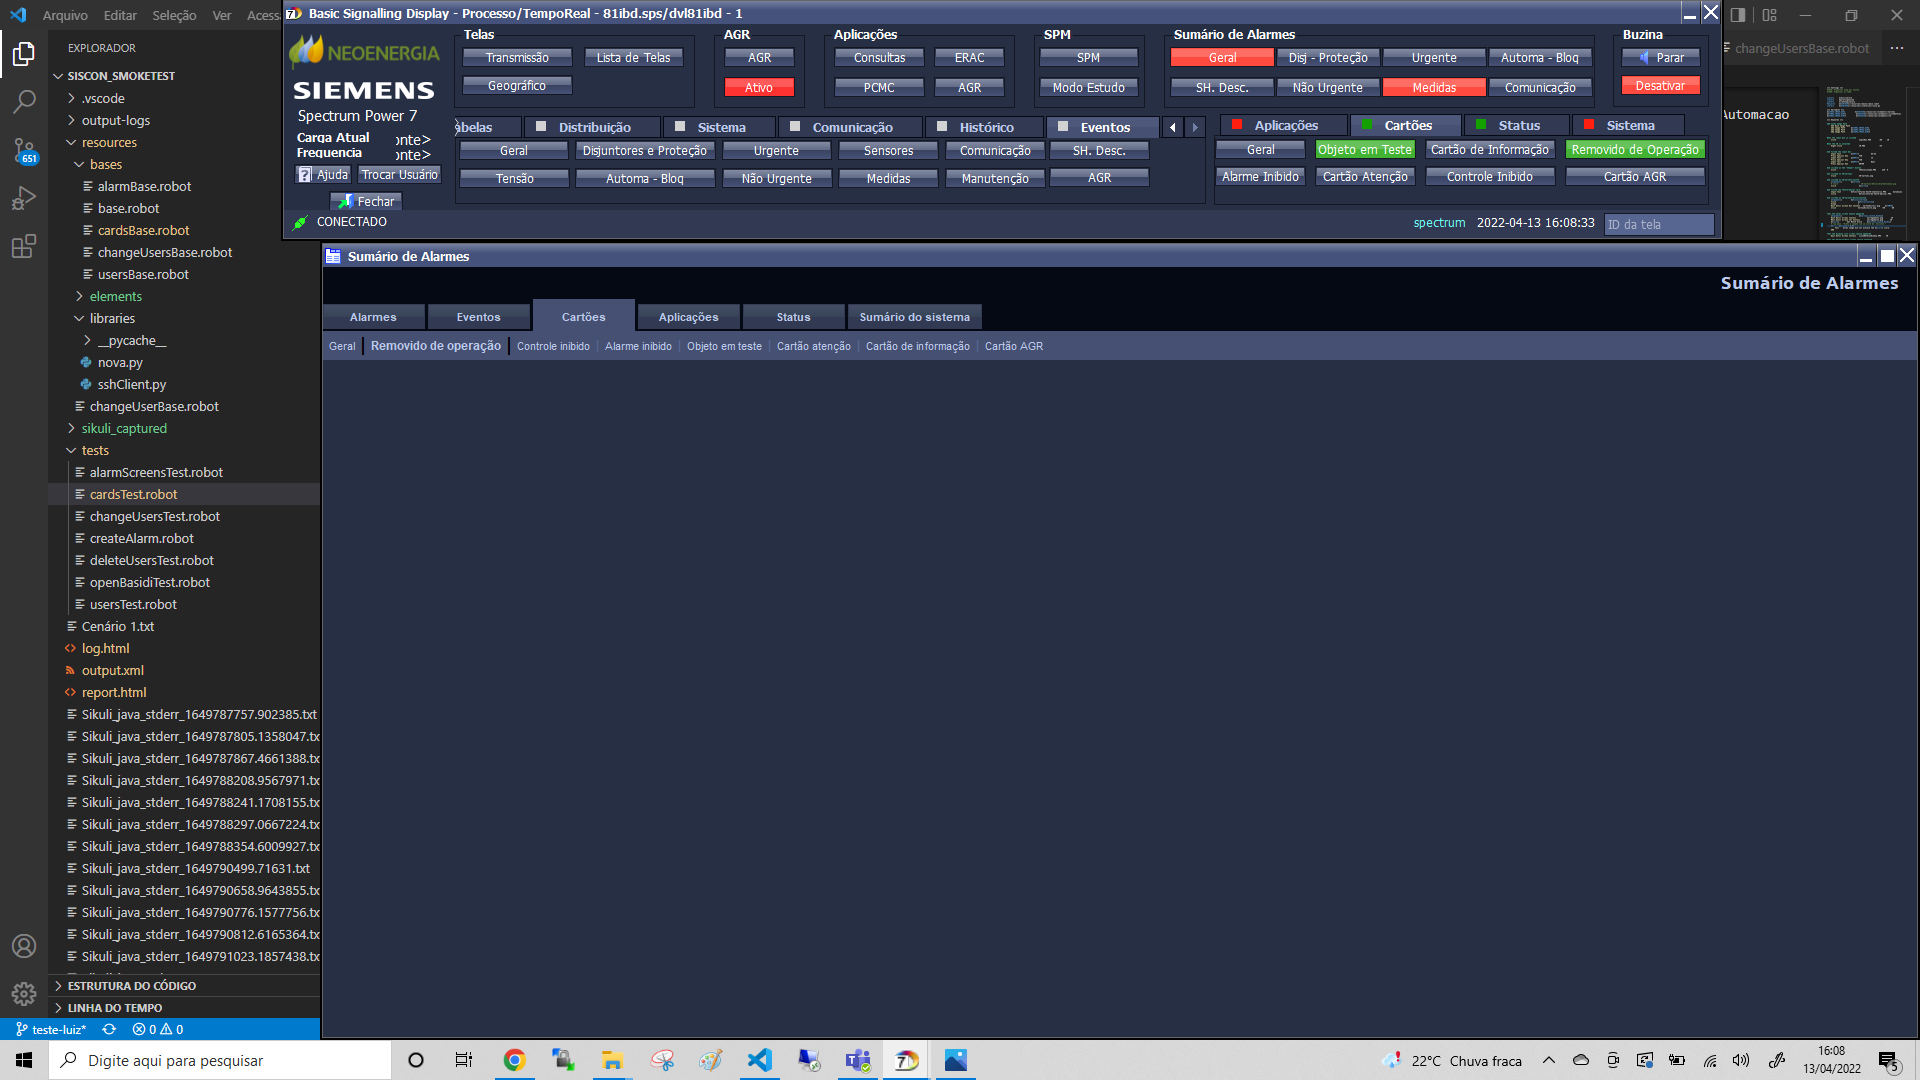 Arquivo Editar Seleção Ver Acess
Basic Signalling Display - Processo/TempoReal - 81ibd.sps/dvl81ibd - 1
changeUsersBase.robot
Automacao
EXPLORADOR
SISCON_SMOKETEST
.vscode
output-logs
resources
bases
alarmBase.robot
base.robot
cardsBase.robot
changeUsersBase.robot
usersBase.robot
elements
libraries
__pycache__
nova.py
sshClient.py
changeUserBase.robot
sikuli_captured
tests
alarmScreensTest.robot
cardsTest.robot
changeUsersTest.robot
createAlarm.robot
deleteUsersTest.robot
openBasidiTest.robot
usersTest.robot
Cenário 1.txt
log.html
output.xml
report.html
Sikuli_java_stderr_1649787757.902385.txt
Sikuli_java_stderr_1649787805.1358047.tx
Sikuli_java_stderr_1649787867.4661388.tx
Sikuli_java_stderr_1649788208.9567971.tx
Sikuli_java_stderr_1649788241.1708155.tx
Sikuli_java_stderr_1649788297.0667224.tx
Sikuli_java_stderr_1649788354.6009927.tx
Sikuli_java_stderr_1649790499.71631.txt
Sikuli_java_stderr_1649790658.9643855.tx
Sikuli_java_stderr_1649790776.1577756.tx
Sikuli_java_stderr_1649790812.6165364.tx
Sikuli_java_stderr_1649791023.1857438.tx
ESTRUTURA DO CÓDIGO
LINHA DO TEMPO
651
teste-luiz* 0 0
NEOENERGIA
SIEMENS
Spectrum Power 7
Carga Atual onte>
Frequencia onte>
Ajuda Trocar Usuário
Fechar
CONECTADO
Telas
Transmissão Lista de Telas
Geográfico
AGR
AGR
Ativo
Aplicações
Consultas ERAC
PCMC AGR
SPM
SPM
Modo Estudo
Sumário de Alarmes
Geral Disj - Proteção Urgente Automa - Bloq
SH. Desc. Não Urgente Medidas Comunicação
Buzina
Parar
Desativar
abelas Distribuição Sistema Comunicação Histórico Eventos
Geral Disjuntores e Proteção Urgente Sensores Comunicação SH. Desc.
Tensão Automa - Bloq Não Urgente Medidas Manutenção AGR
Aplicações Cartões Status Sistema
Geral Objeto em Teste Cartão de Informação Removido de Operação
Alarme Inibido Cartão Atenção Controle Inibido Cartão AGR
spectrum 2022-04-13 16:08:33 ID da tela
Sumário de Alarmes
Sumário de Alarmes
Alarmes Eventos Cartões Aplicações Status Sumário do sistema
Geral Removido de operação Controle inibido Alarme inibido Objeto em teste Cartão atenção Cartão de informação Cartão AGR
Digite aqui para pesquisar
22°C Chuva fraca
16:08
13/04/2022
5